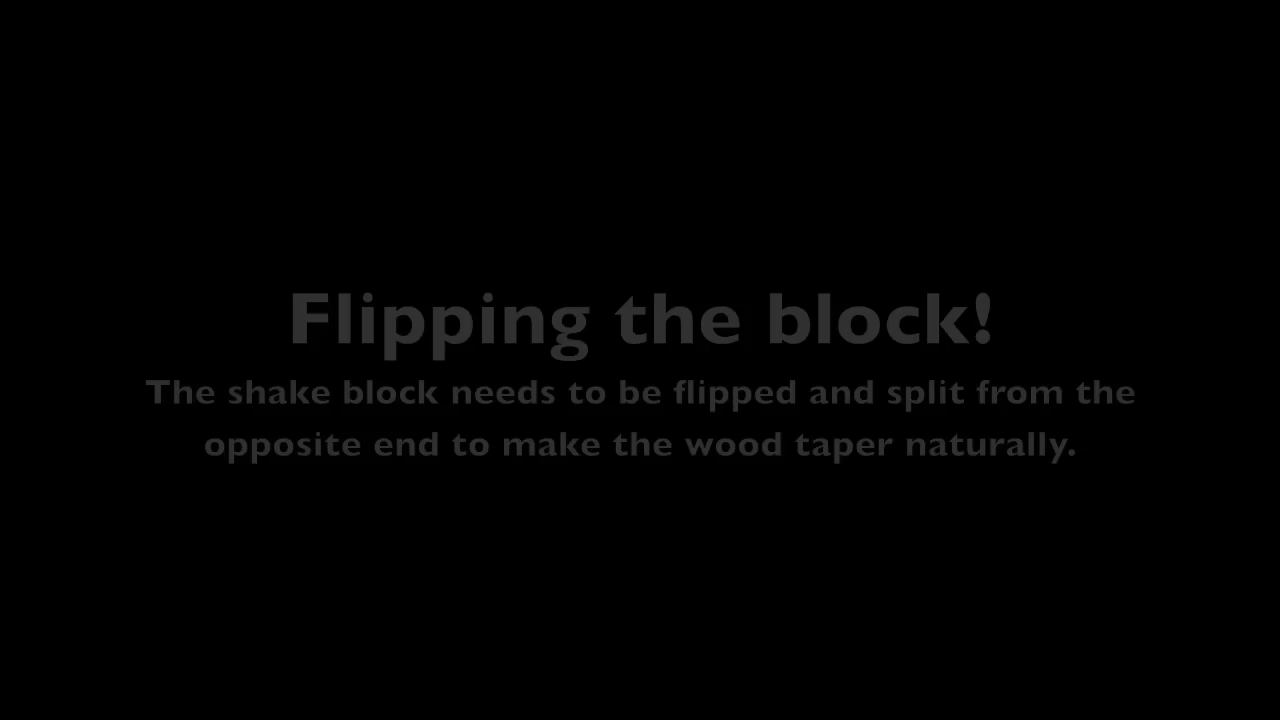 Flipping the block!
The shake block needs to be flipped and split from the
opposite end to make the wood taper naturally.